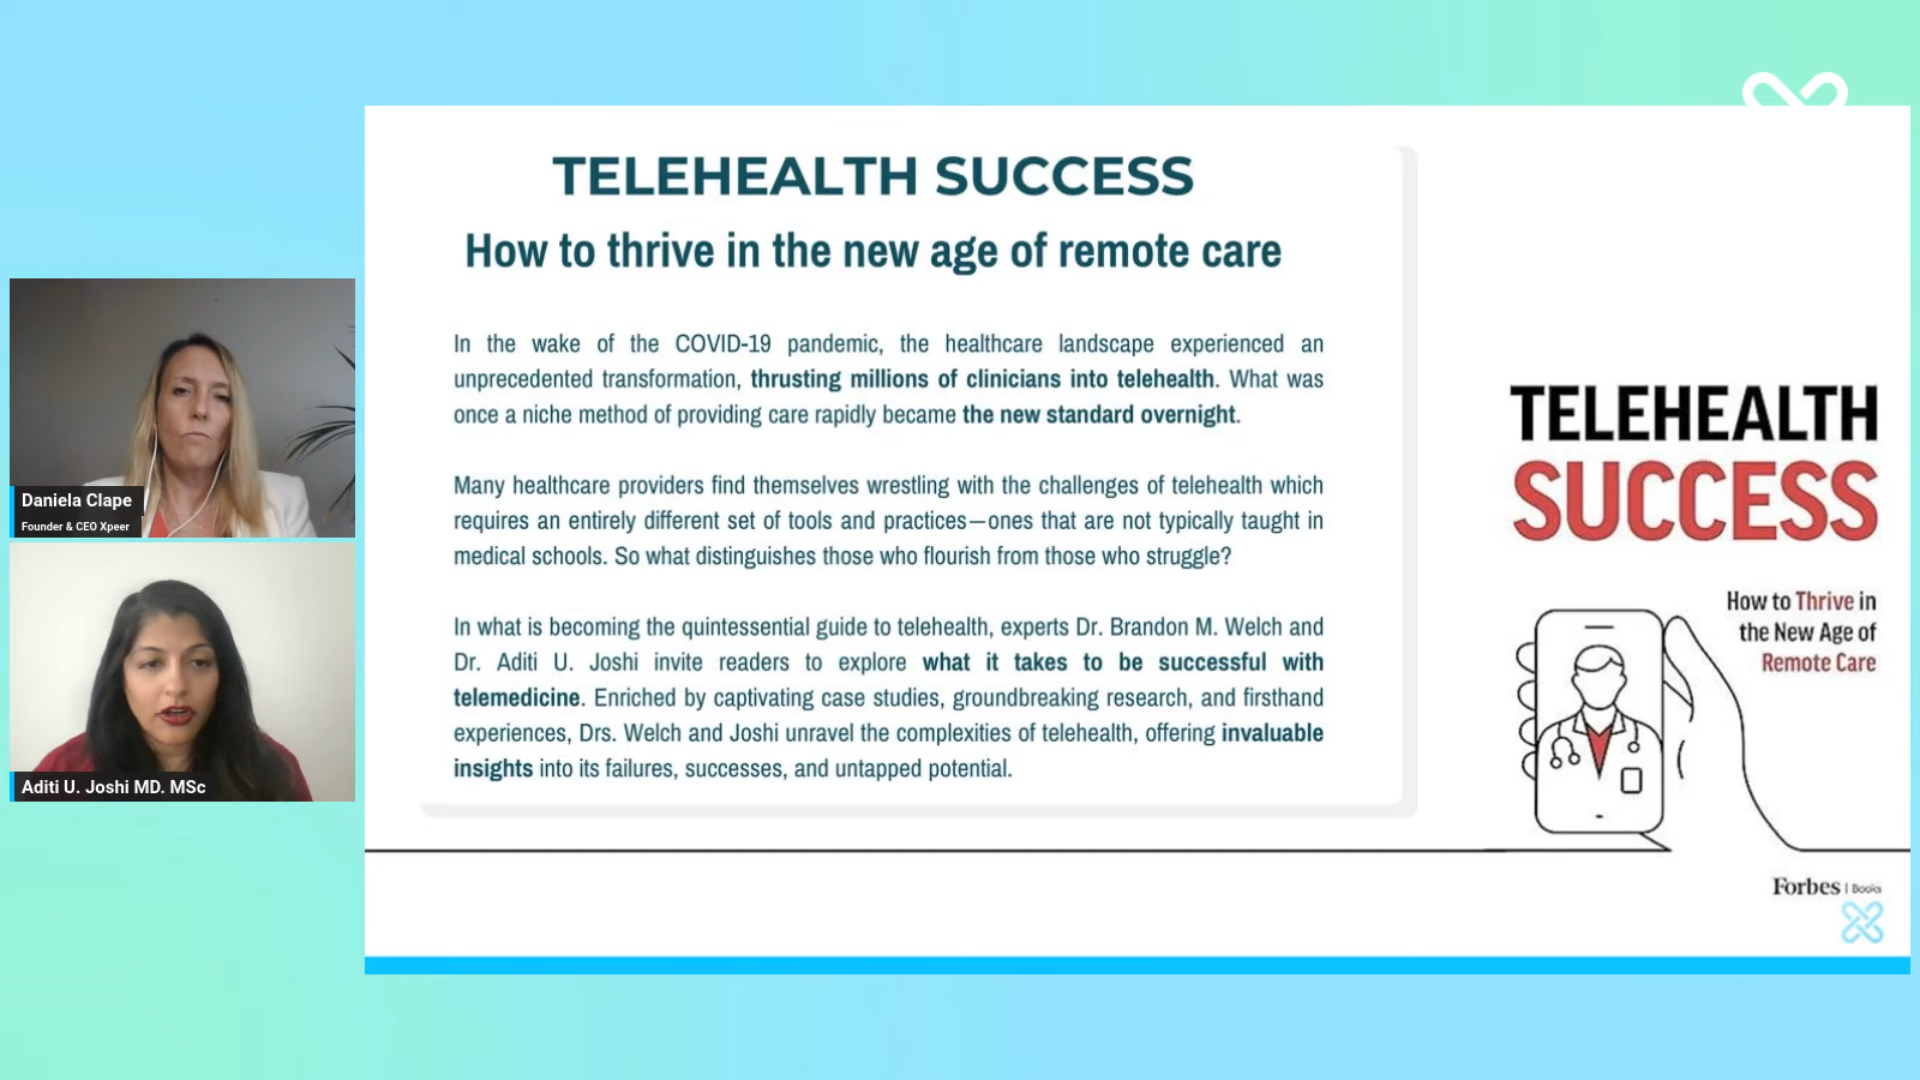 TELEHEALTH SUCCESS
How to thrive in the new age of remote care
In the wake of the COVID-19 pandemic, the healthcare landscape experienced an
unprecedented transformation, thrusting millions of clinicians into telehealth. What was
once a niche method of providing care rapidly became the new standard overnight.
Many healthcare providers find themselves wrestling with the challenges of telehealth which
requires an entirely different set of tools and practices—ones that are not typically taught in
medical schools. So what distinguishes those who flourish from those who struggle?
In what is becoming the quintessential guide to telehealth, experts Dr. Brandon M. Welch and
Dr. Aditi U. Joshi invite readers to explore what it takes to be successful with
telemedicine. Enriched by captivating case studies, groundbreaking research, and firsthand
experiences, Drs. Welch and Joshi unravel the complexities of telehealth, offering invaluable
insights into its failures, successes, and untapped potential.
TELEHEALTH
SUCCESS
How to Thrive in
the New Age of
Remote Care
Forbes | Books
Daniela Clape
Founder & CEO Xpeer
Aditi U. Joshi MD. MSc